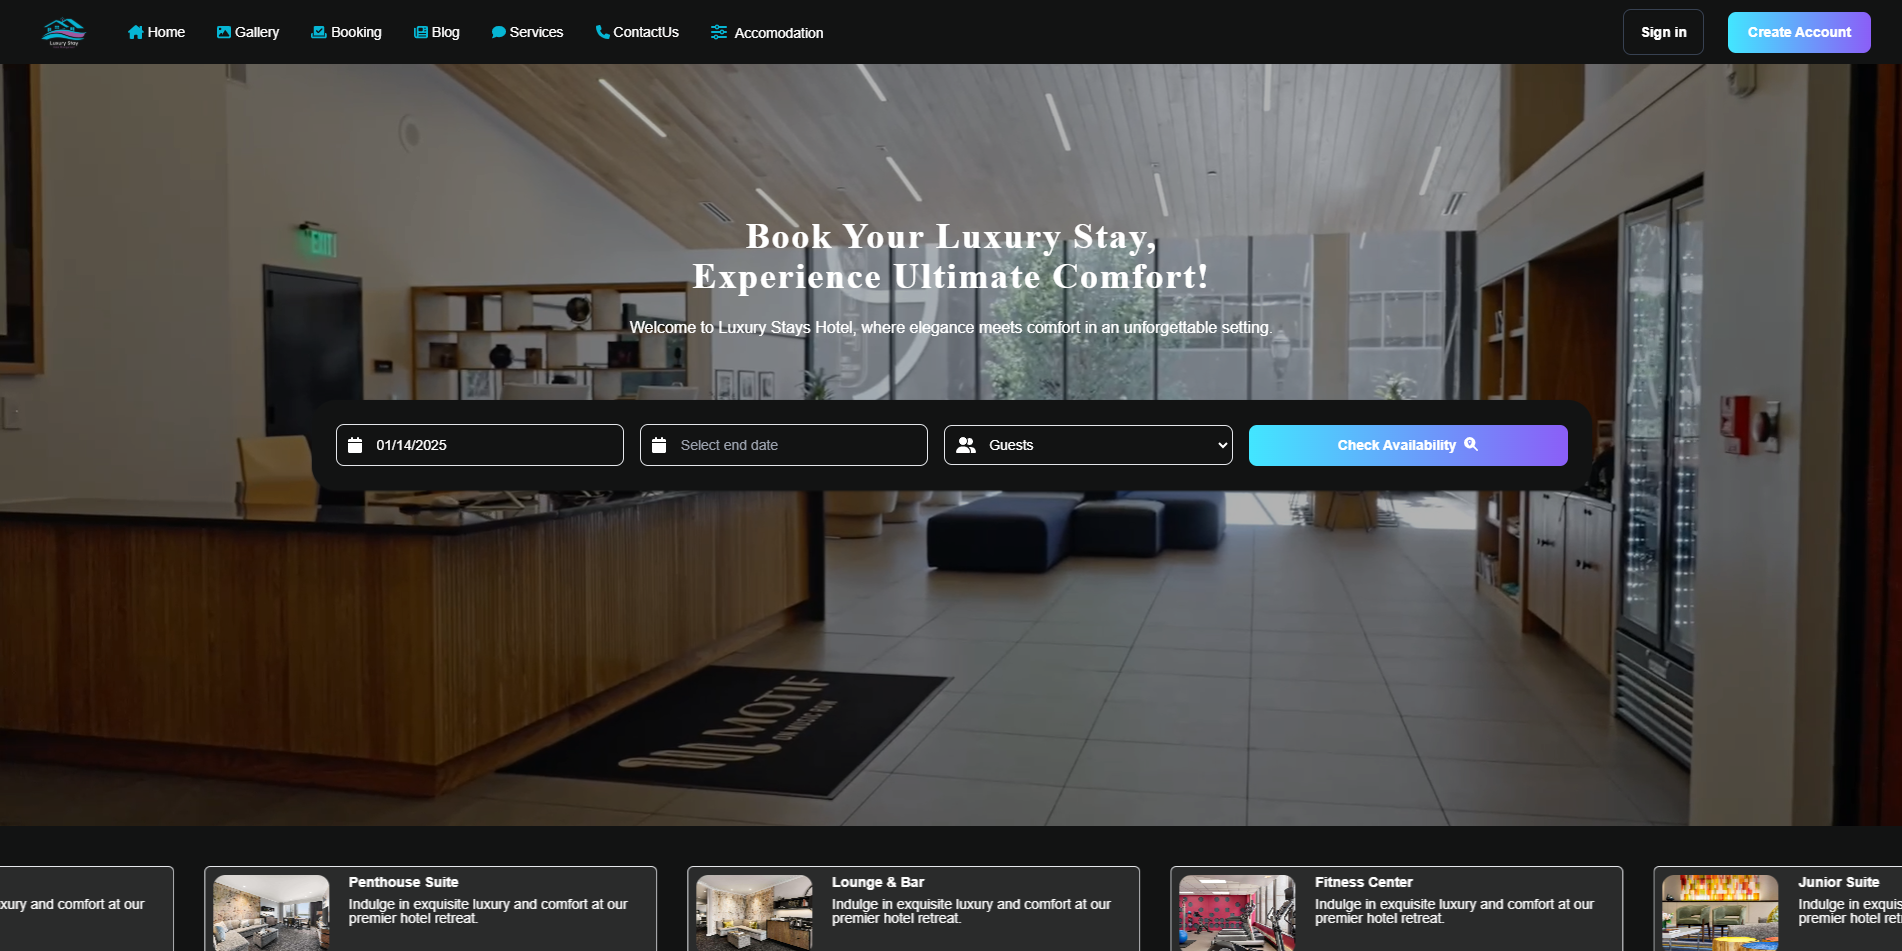 Luxury Stay
Home
Gallery
Booking
Blog
Services
ContactUs
Accomodation
Sign in
Create Account
EXIT
Book Your Luxury Stay,
Experience Ultimate Comfort!
Welcome to Luxury Stays Hotel, where elegance meets comfort in an unforgettable setting.
01/14/2025
Select end date
Guests
Check Availability
MOTIF
ON MUSIC ROW
xury and comfort at our
Penthouse Suite
Indulge in exquisite luxury and comfort at our
premier hotel retreat.
Lounge & Bar
Indulge in exquisite luxury and comfort at our
premier hotel retreat.
Fitness Center
Indulge in exquisite luxury and comfort at our
premier hotel retreat.
Junior Suite
Indulge in exquis
premier hotel ret